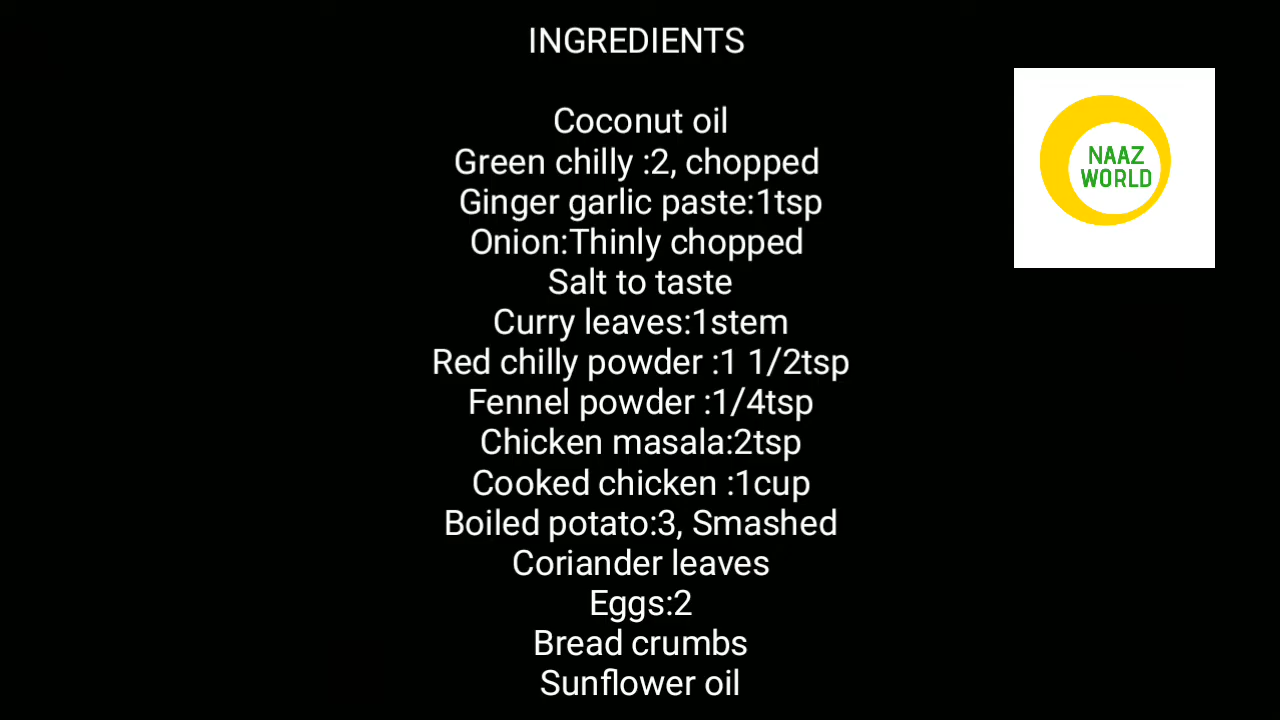 INGREDIENTS
Coconut oil
Green chilly :2, chopped
Ginger garlic paste:1tsp
Onion:Thinly chopped
Salt to taste
Curry leaves:1stem
Red chilly powder :1 1/2tsp
Fennel powder :1/4tsp
Chicken masala:2tsp
Cooked chicken :1cup
Boiled potato:3, Smashed
Coriander leaves
Eggs:2
Bread crumbs
Sunflower oil
NAAZ
WORLD